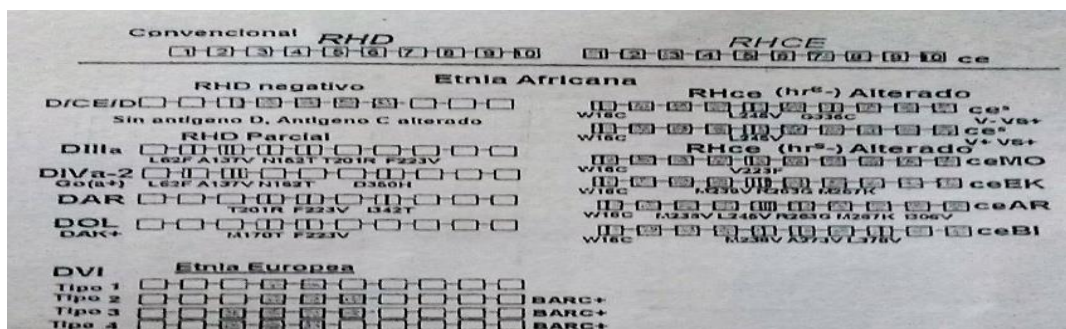 Convencional RHD RHCE
1 2 3 4 5 6 7 8 9 10 1 2 3 4 5 6 7 8 9 10 ce
Etnia Africana
RHD negativo
D/CE/D
Sin antigeno D, Antigeno C alterado
RHD Parcial
DIIIa
L62F A137V N152T T201R F223V
DIVa-2
Go(a+) L62F A137V N152T D350H
DAR
T201R F223V I342T
DOL
DAK+ M170T F223V
RHce (hrᴮ-) Alterado
ceˢ
W16C L245V G336C V- VS+
ceˢ
W16C L245V V+ VS+
RHce (hrˢ-) Alterado
ceMO
W16C V223F
ceEK
W16C M238V R263G M267K
ceAR
W16C M238V L245V R263G M267K I306V
ceBI
W16C M238V A273V L378V
DVI Etnia Europea
Tipo 1
Tipo 2 BARC+
Tipo 3 BARC+
Tipo 4 BARC+